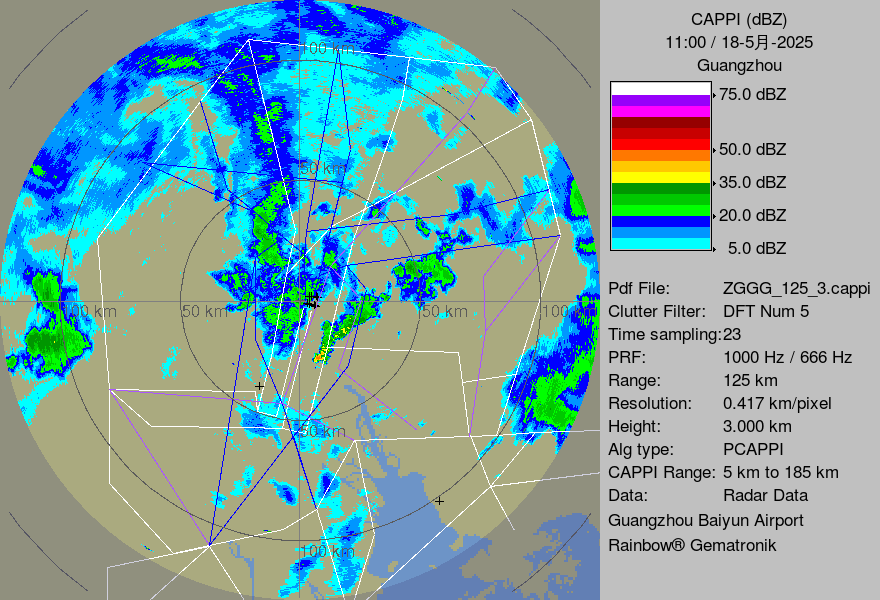 CAPPI (dBZ)
11:00 / 18-5月-2025
Guangzhou
75.0 dBZ
50.0 dBZ
35.0 dBZ
20.0 dBZ
5.0 dBZ
Pdf File: ZGGG_125_3.cappi
Clutter Filter: DFT Num 5
Time sampling:23
PRF: 1000 Hz / 666 Hz
Range: 125 km
Resolution: 0.417 km/pixel
Height: 3.000 km
Alg type: PCAPPI
CAPPI Range: 5 km to 185 km
Data: Radar Data
Guangzhou Baiyun Airport
Rainbow® Gematronik
100 km
50 km
100 km
50 km
50 km
100 km
50 km
100 km